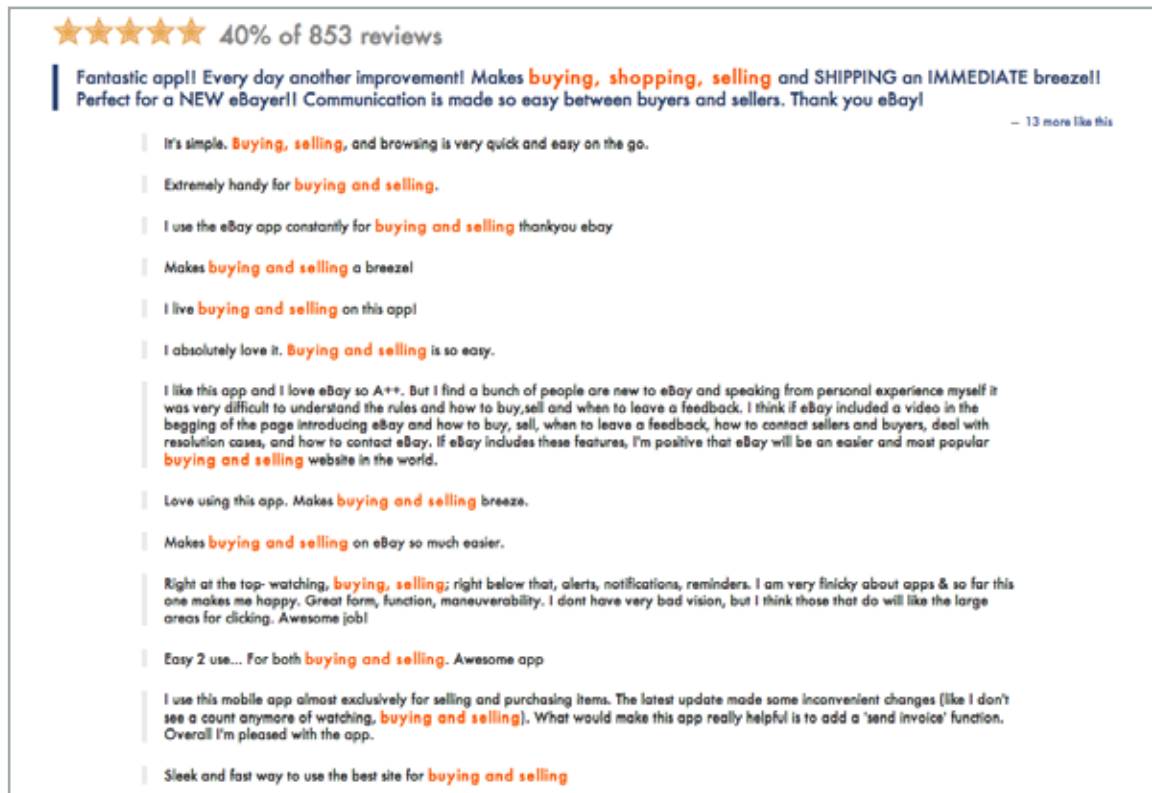 40% of 853 reviews
Fantastic app!! Every day another improvement! Makes buying, shopping, selling and SHIPPING an IMMEDIATE breeze!!
Perfect for a NEW eBayer!! Communication is made so easy between buyers and sellers. Thank you eBay!
– 13 more like this
It's simple. Buying, selling, and browsing is very quick and easy on the go.
Extremely handy for buying and selling.
I use the eBay app constantly for buying and selling thankyou ebay
Makes buying and selling a breeze!
I live buying and selling on this app!
I absolutely love it. Buying and selling is so easy.
I like this app and I love eBay so A++. But I find a bunch of people are new to eBay and speaking from personal experience myself it
was very difficult to understand the rules and how to buy,sell and when to leave a feedback. I think if eBay included a video in the
begging of the page introducing eBay and how to buy, sell, when to leave a feedback, how to contact sellers and buyers, deal with
resolution cases, and how to contact eBay. If eBay includes these features, I'm positive that eBay will be an easier and most popular
buying and selling website in the world.
Love using this app. Makes buying and selling breeze.
Makes buying and selling on eBay so much easier.
Right at the top- watching, buying, selling; right below that, alerts, notifications, reminders. I am very finicky about apps & so far this
one makes me happy. Great form, function, maneuverability. I dont have very bad vision, but I think those that do will like the large
areas for clicking. Awesome job!
Easy 2 use... For both buying and selling. Awesome app
I use this mobile app almost exclusively for selling and purchasing items. The latest update made some inconvenient changes (like I don't
see a count anymore of watching, buying and selling). What would make this app really helpful is to add a 'send invoice' function.
Overall I'm pleased with the app.
Sleek and fast way to use the best site for buying and selling